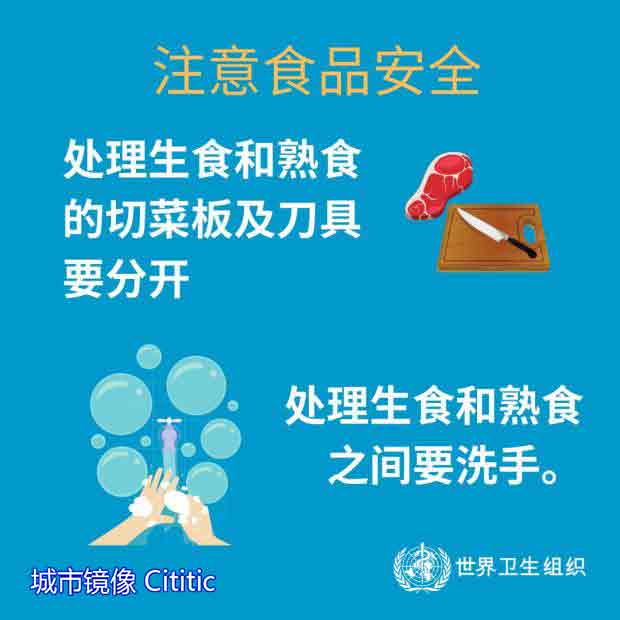 注意食品安全
处理生食和熟食
的切菜板及刀具
要分开
处理生食和熟食
之间要洗手。
世界卫生组织
城市镜像 Cititic